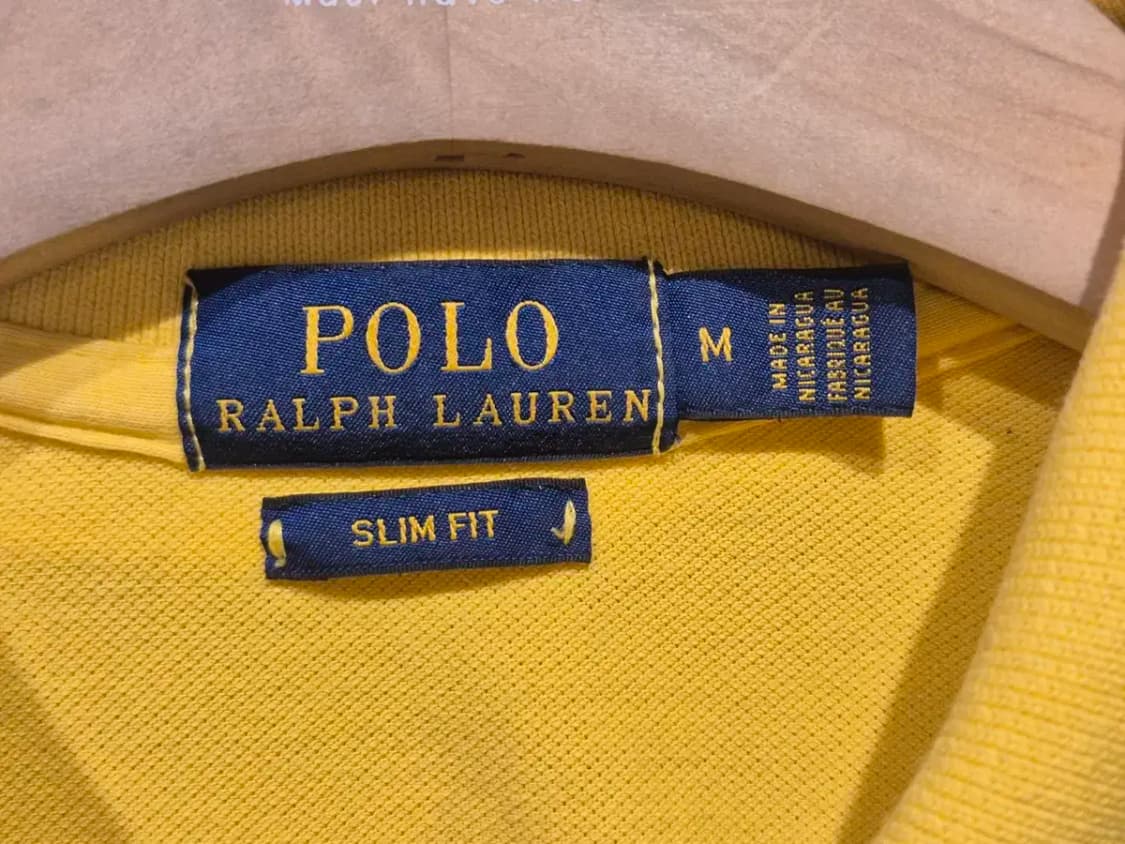 POLO
RALPH LAUREN
M
MADE IN
NICARAGUA
FABRIQUÉ AU
NICARAGUA
SLIM FIT